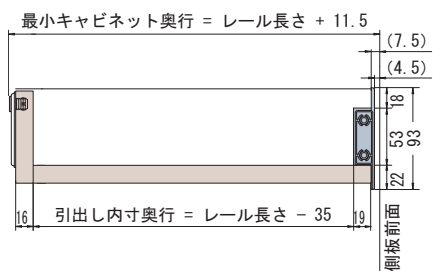 最小キャビネット奥行 = レール長さ + 11.5
(7.5)
(4.5)
18
53
93
22
16
引出し内寸奥行 = レール長さ − 35
19
側板前面